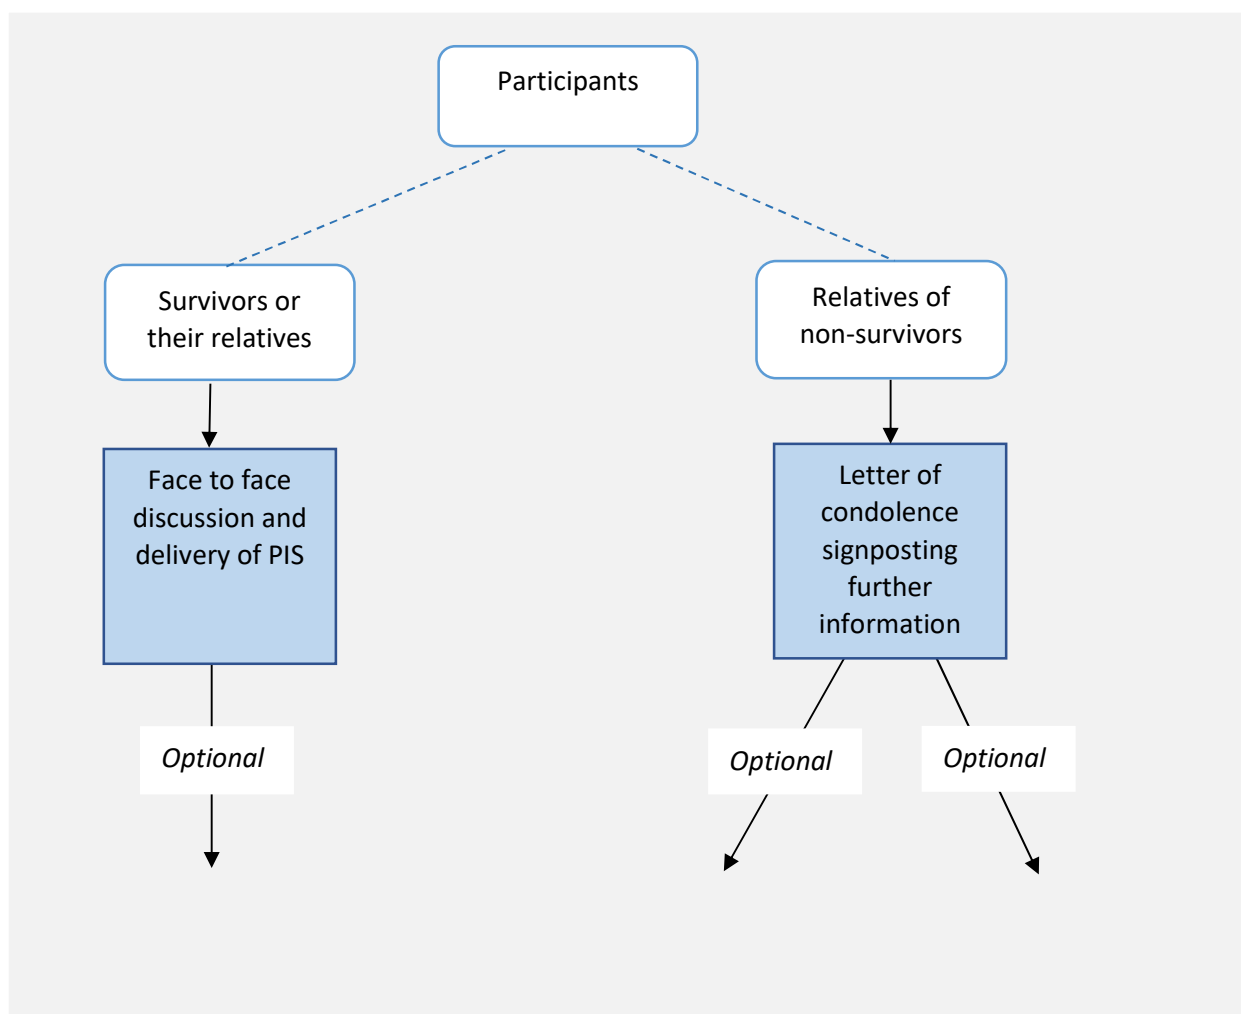 Participants
Survivors or
their relatives
Relatives of
non-survivors
Face to face
discussion and
delivery of PIS
Letter of
condolence
signposting
further
information
Optional
Optional
Optional